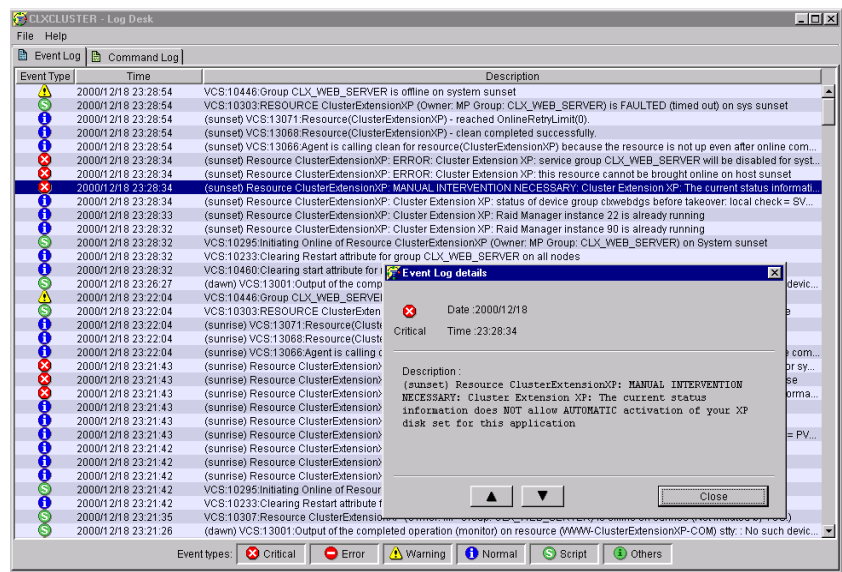 CLXCLUSTER - Log Desk
File Help
Event Log Command Log
Event Type Time Description
2000/12/18 23:28:54 VCS:10446:Group CLX_WEB_SERVER is offline on system sunset
2000/12/18 23:28:54 VCS:10303:RESOURCE ClusterExtensionXP (Owner: MP Group: CLX_WEB_SERVER) is FAULTED (timed out) on sys sunset
2000/12/18 23:28:54 (sunset) VCS:13071:Resource(ClusterExtensionXP) - reached OnlineRetryLimit(0).
2000/12/18 23:28:54 (sunset) VCS:13068:Resource(ClusterExtensionXP) - clean completed successfully.
2000/12/18 23:28:54 (sunset) VCS:13066:Agent is calling clean for resource(ClusterExtensionXP) because the resource is not up even after online com...
2000/12/18 23:28:34 (sunset) Resource ClusterExtensionXP: ERROR: Cluster Extension XP: service group CLX_WEB_SERVER will be disabled for syst...
2000/12/18 23:28:34 (sunset) Resource ClusterExtensionXP: ERROR: Cluster Extension XP: this resource cannot be brought online on host sunset
2000/12/18 23:28:34 (sunset) Resource ClusterExtensionXP: MANUAL INTERVENTION NECESSARY: Cluster Extension XP: The current status informati...
2000/12/18 23:28:34 (sunset) Resource ClusterExtensionXP: Cluster Extension XP: status of device group clxwebdgs before takeover: local check = SV...
2000/12/18 23:28:33 (sunset) Resource ClusterExtensionXP: Cluster Extension XP: Raid Manager instance 22 is already running
2000/12/18 23:28:32 (sunset) Resource ClusterExtensionXP: Cluster Extension XP: Raid Manager instance 90 is already running
2000/12/18 23:28:32 VCS:10295:Initiating Online of Resource ClusterExtensionXP (Owner: MP Group: CLX_WEB_SERVER) on System sunset
2000/12/18 23:28:32 VCS:10233:Clearing Restart attribute for group CLX_WEB_SERVER on all nodes
2000/12/18 23:28:32 VCS:10460:Clearing start attribute for
2000/12/18 23:26:27 (dawn) VCS:13001:Output of the comp devic...
2000/12/18 23:22:04 VCS:10446:Group CLX_WEB_SERVE
2000/12/18 23:22:04 VCS:10303:RESOURCE ClusterExten
2000/12/18 23:22:04 (sunrise) VCS:13071:Resource(Cluste
2000/12/18 23:22:04 (sunrise) VCS:13068:Resource(Cluste
2000/12/18 23:22:04 (sunrise) VCS:13066:Agent is calling c e com...
2000/12/18 23:21:43 (sunrise) Resource ClusterExtension or sy...
2000/12/18 23:21:43 (sunrise) Resource ClusterExtension se
2000/12/18 23:21:43 (sunrise) Resource ClusterExtension orma...
2000/12/18 23:21:43 (sunrise) Resource ClusterExtension
2000/12/18 23:21:43 (sunrise) Resource ClusterExtension
2000/12/18 23:21:43 (sunrise) Resource ClusterExtension = PV...
2000/12/18 23:21:42 (sunrise) Resource ClusterExtension
2000/12/18 23:21:42 (sunrise) Resource ClusterExtension
2000/12/18 23:21:42 (sunrise) Resource ClusterExtension
2000/12/18 23:21:42 VCS:10295:Initiating Online of Resour
2000/12/18 23:21:42 VCS:10233:Clearing Restart attribute f
2000/12/18 23:21:35 VCS:10307:Resource ClusterExtension
2000/12/18 23:21:26 (dawn) VCS:13001:Output of the completed operation (monitor) on resource (WWW-ClusterExtensionXP-COM) stty: : No such devic...
Event Log details
Date :2000/12/18
Critical Time :23:28:34
Description :
(sunset) Resource ClusterExtensionXP: MANUAL INTERVENTION
NECESSARY: Cluster Extension XP: The current status
information does NOT allow AUTOMATIC activation of your XP
disk set for this application
Close
Event types: Critical Error Warning Normal Script Others